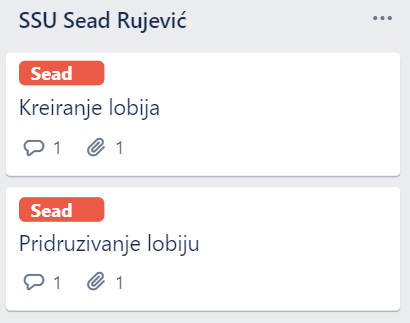 SSU Sead Rujević
Sead
Kreiranje lobija
1 1
Sead
Pridruzivanje lobiju
1 1